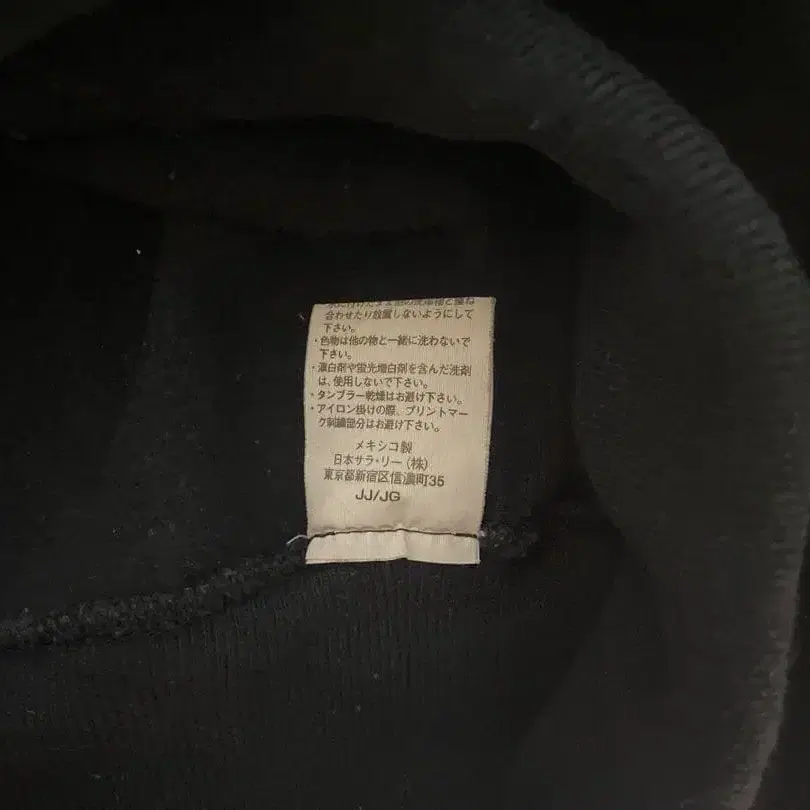 合わせたり放置しないようにして
下さい。
・色物は他の物と一緒に洗わないで
下さい。
・漂白剤や蛍光増白剤を含んだ洗剤
は、使用しないで下さい。
・タンブラー乾燥はお避け下さい。
・アイロン掛けの際、プリントマー
ク刺繍部分はお避け下さい。
メキシコ製
日本サラ・リー(株)
東京都新宿区信濃町35
JJ/JG